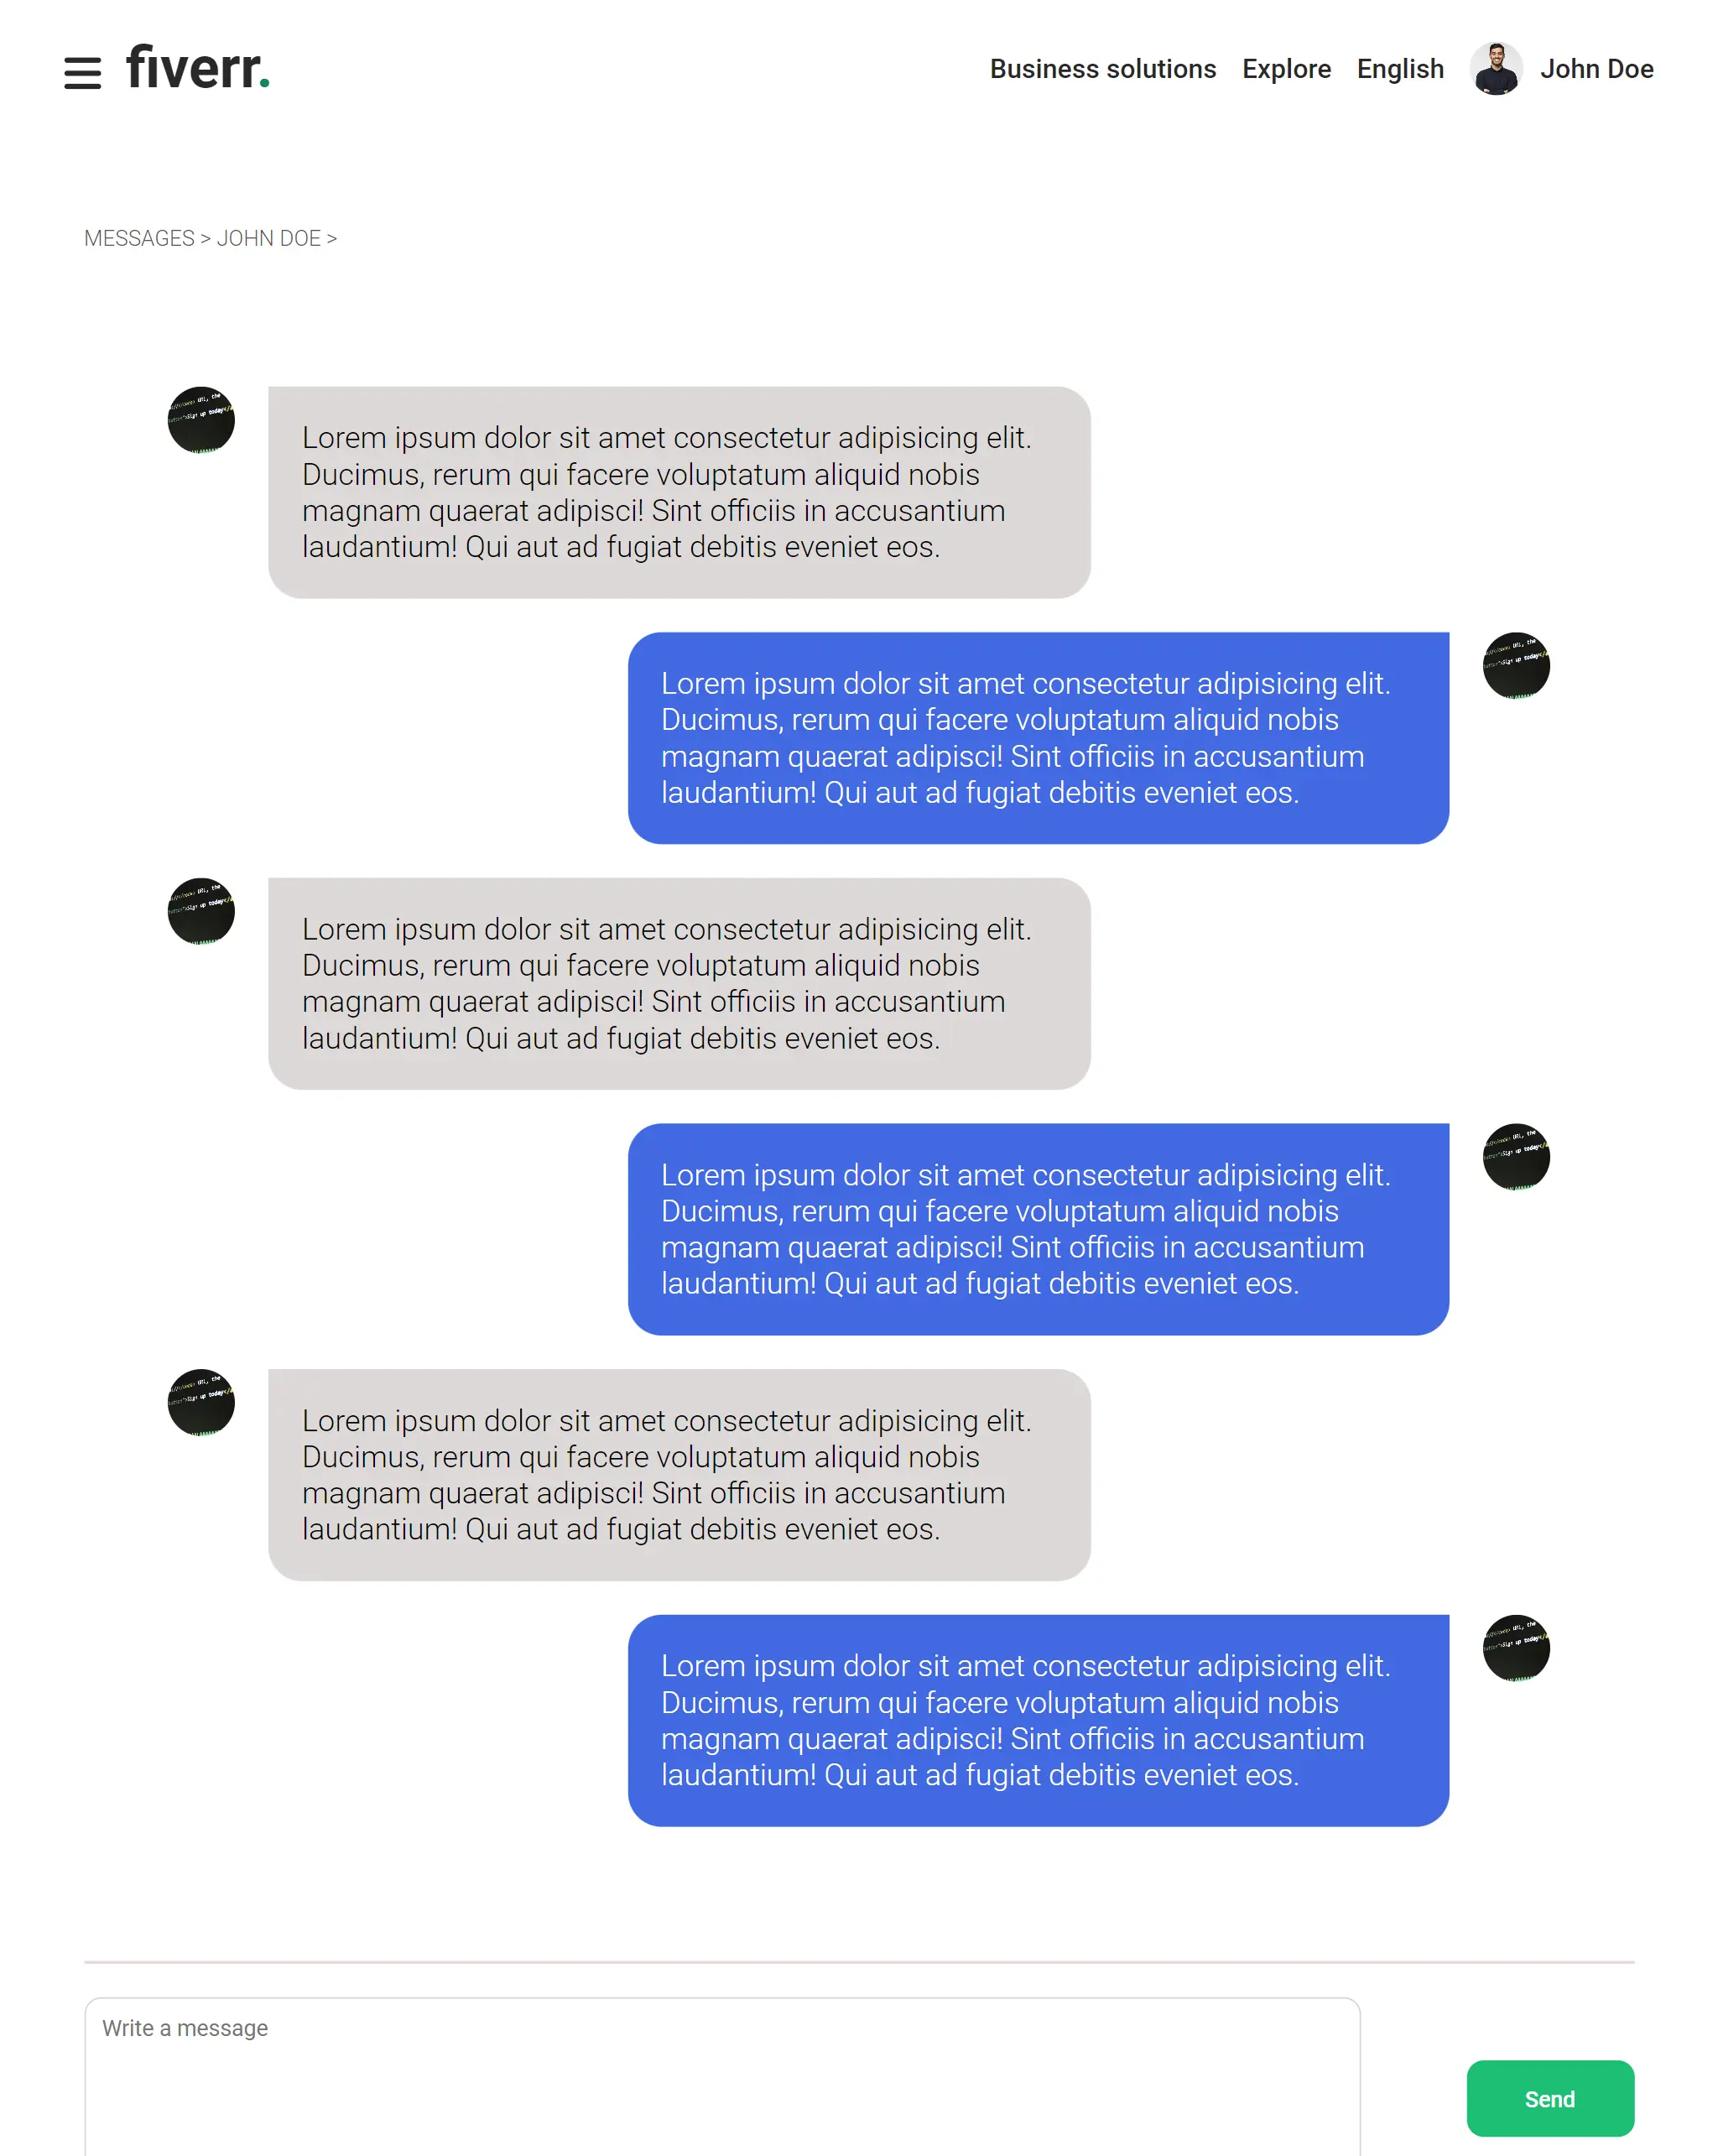 fiverr.
Business solutions
Explore
English
John Doe
MESSAGES > JOHN DOE >
Lorem ipsum dolor sit amet consectetur adipisicing elit.
Ducimus, rerum qui facere voluptatum aliquid nobis
magnam quaerat adipisci! Sint officiis in accusantium
laudantium! Qui aut ad fugiat debitis eveniet eos.
Lorem ipsum dolor sit amet consectetur adipisicing elit.
Ducimus, rerum qui facere voluptatum aliquid nobis
magnam quaerat adipisci! Sint officiis in accusantium
laudantium! Qui aut ad fugiat debitis eveniet eos.
Lorem ipsum dolor sit amet consectetur adipisicing elit.
Ducimus, rerum qui facere voluptatum aliquid nobis
magnam quaerat adipisci! Sint officiis in accusantium
laudantium! Qui aut ad fugiat debitis eveniet eos.
Lorem ipsum dolor sit amet consectetur adipisicing elit.
Ducimus, rerum qui facere voluptatum aliquid nobis
magnam quaerat adipisci! Sint officiis in accusantium
laudantium! Qui aut ad fugiat debitis eveniet eos.
Lorem ipsum dolor sit amet consectetur adipisicing elit.
Ducimus, rerum qui facere voluptatum aliquid nobis
magnam quaerat adipisci! Sint officiis in accusantium
laudantium! Qui aut ad fugiat debitis eveniet eos.
Lorem ipsum dolor sit amet consectetur adipisicing elit.
Ducimus, rerum qui facere voluptatum aliquid nobis
magnam quaerat adipisci! Sint officiis in accusantium
laudantium! Qui aut ad fugiat debitis eveniet eos.
Write a message
Send